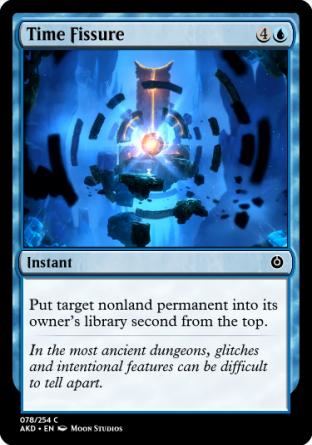 Time Fissure 4
Instant
Put target nonland permanent into its
owner's library second from the top.
In the most ancient dungeons, glitches
and intentional features can be difficult
to tell apart.
078/254 C
AKD • EN Moon Studios